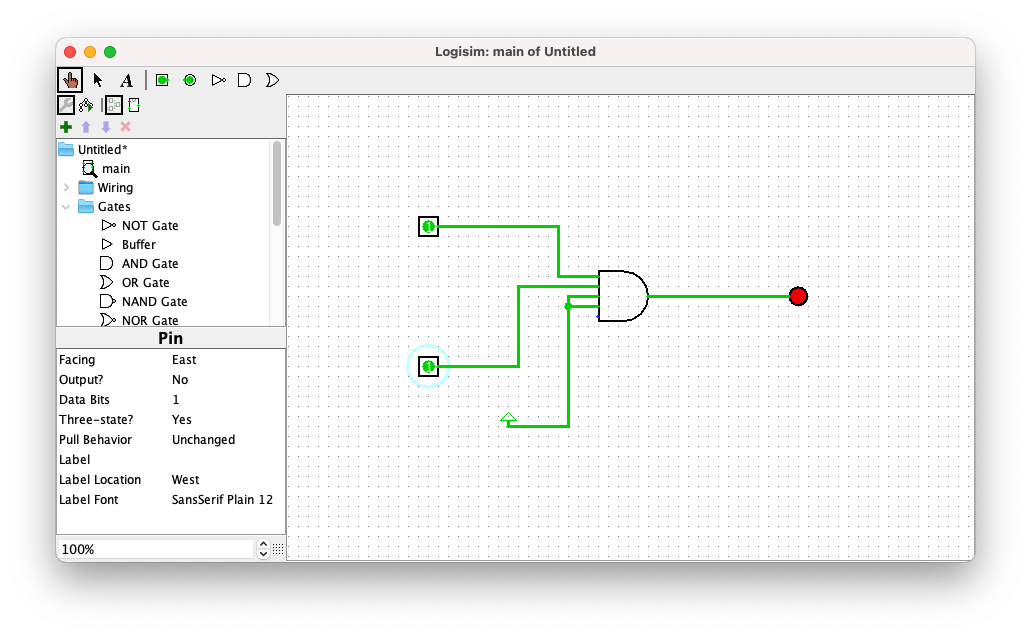 Logisim: main of Untitled
A
Untitled*
main
Wiring
Gates
NOT Gate
Buffer
AND Gate
OR Gate
NAND Gate
NOR Gate
Pin
Facing East
Output? No
Data Bits 1
Three-state? Yes
Pull Behavior Unchanged
Label
Label Location West
Label Font SansSerif Plain 12
100%
1
1